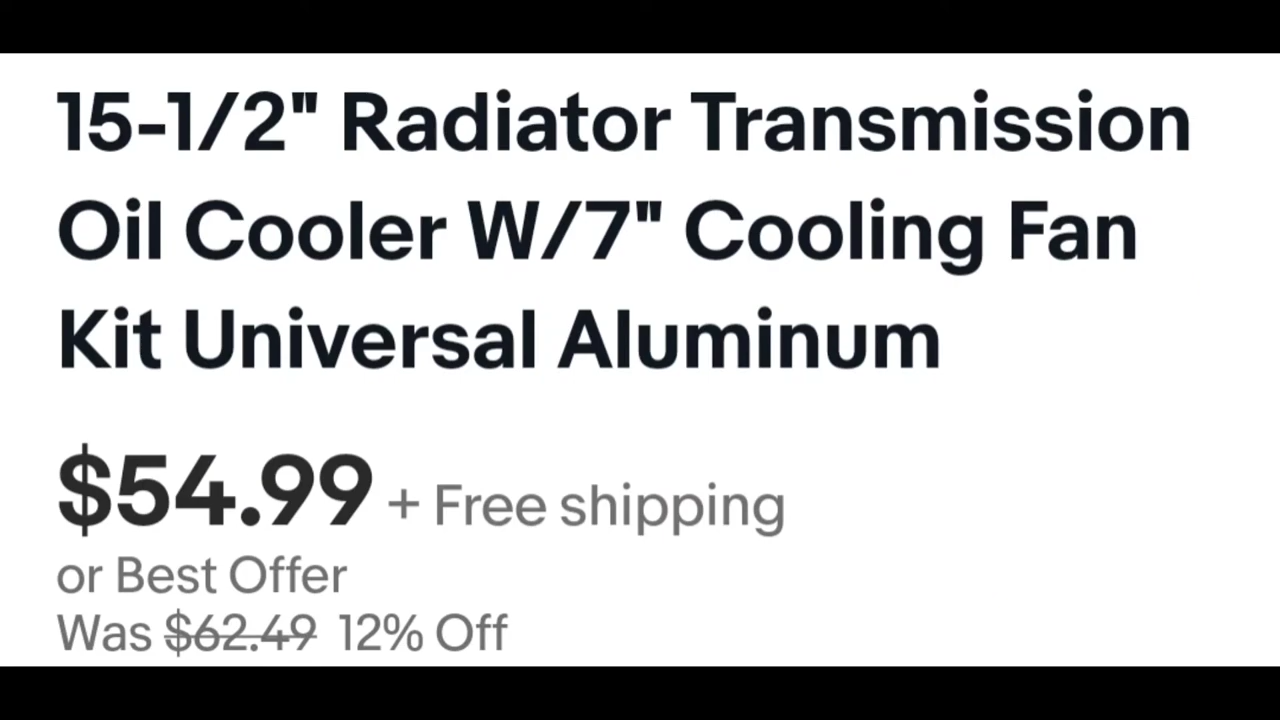 15-1/2" Radiator Transmission
Oil Cooler W/7" Cooling Fan
Kit Universal Aluminum
$54.99 + Free shipping
or Best Offer
Was $62.49 12% Off